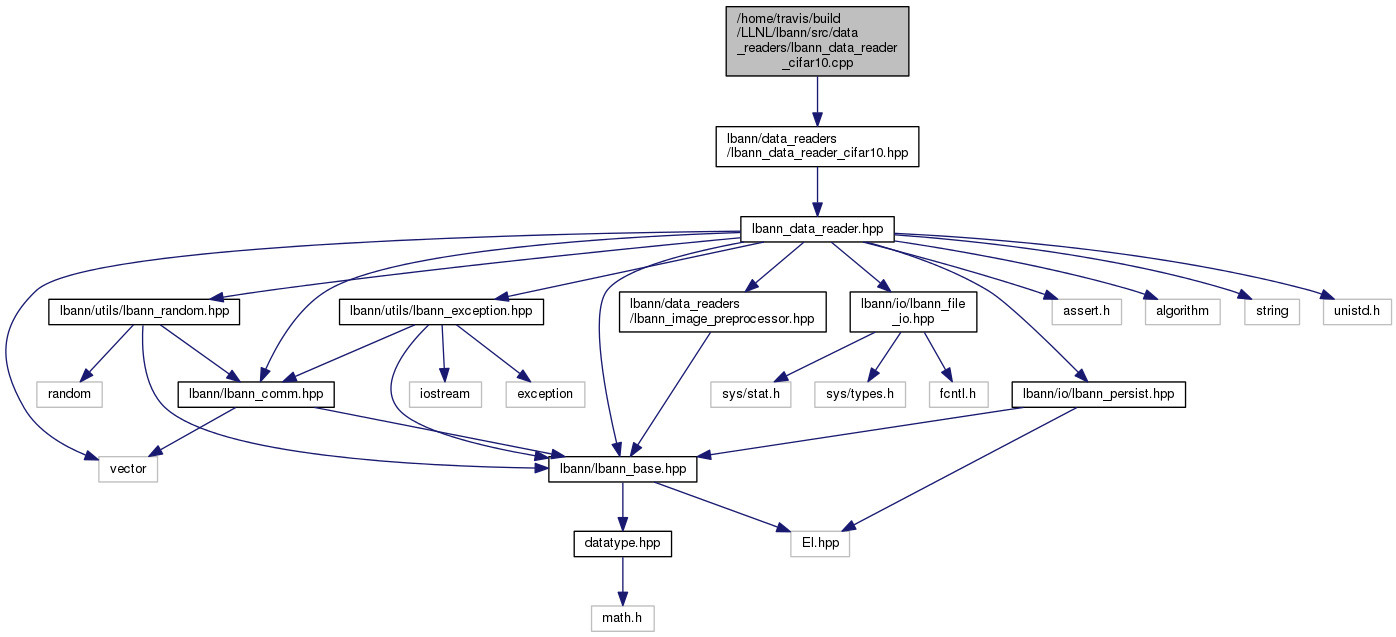 /home/travis/build
/LLNL/lbann/src/data
_readers/lbann_data_reader
_cifar10.cpp
lbann/data_readers
/lbann_data_reader_cifar10.hpp
lbann_data_reader.hpp
lbann/utils/lbann_random.hpp
lbann/utils/lbann_exception.hpp
lbann/data_readers
/lbann_image_preprocessor.hpp
lbann/io/lbann_file
_io.hpp
assert.h
algorithm
string
unistd.h
random
lbann/lbann_comm.hpp
iostream
exception
sys/stat.h
sys/types.h
fcntl.h
lbann/io/lbann_persist.hpp
vector
lbann/lbann_base.hpp
datatype.hpp
El.hpp
math.h